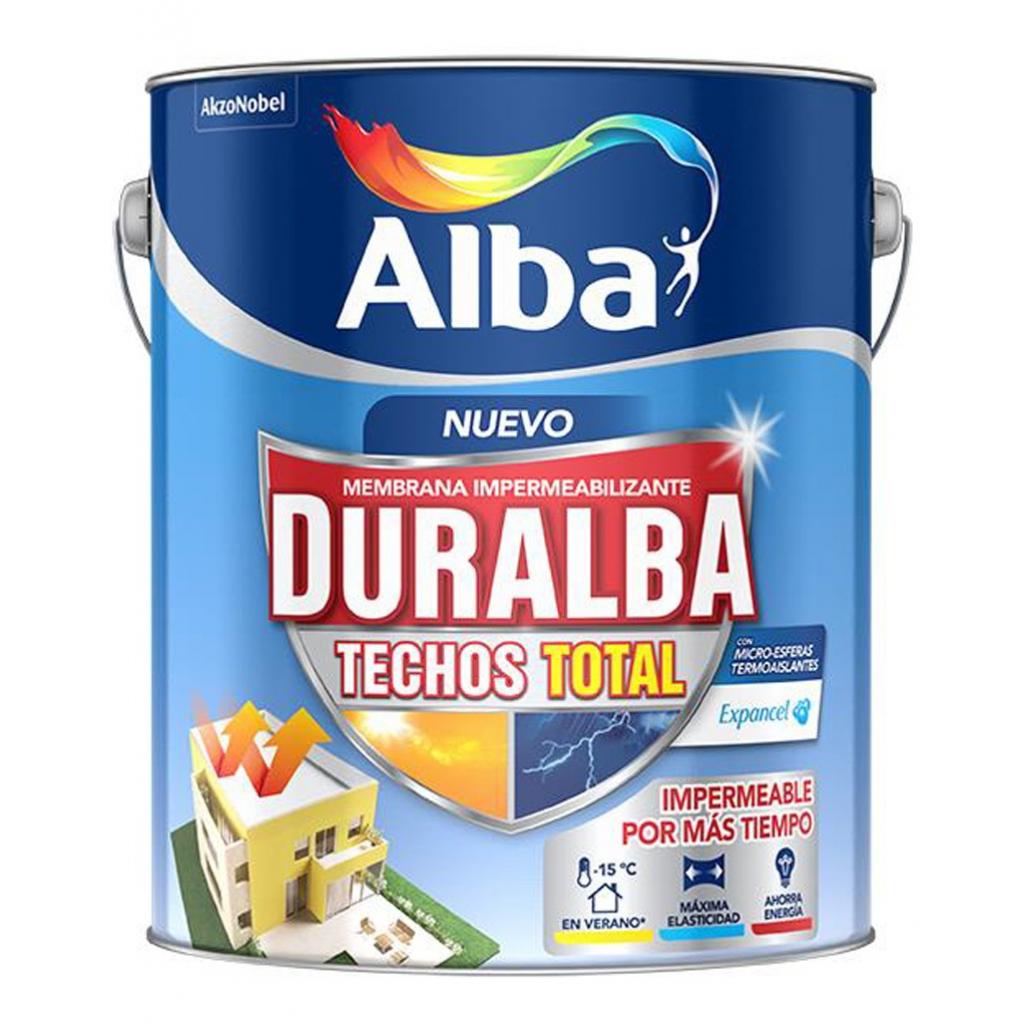 AkzoNobel
Alba
NUEVO
MEMBRANA IMPERMEABILIZANTE
DURALBA
TECHOS TOTAL
CON
MICRO-ESFERAS
TERMOAISLANTES
Expancel
IMPERMEABLE
POR MÁS TIEMPO
-15 °C
EN VERANO*
MÁXIMA
ELASTICIDAD
AHORRA
ENERGÍA